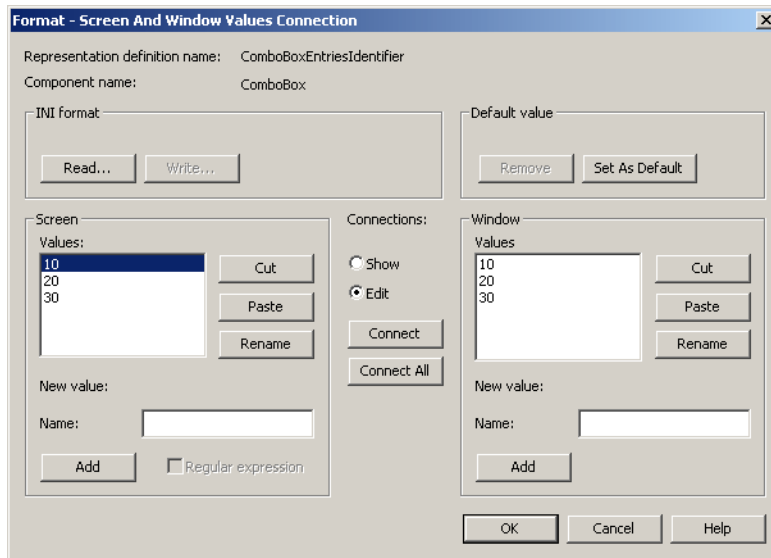 Format - Screen And Window Values Connection
Representation definition name: ComboBoxEntriesIdentifier
Component name: ComboBox
INI format
Read... Write...
Default value
Remove Set As Default
Screen
Values:
10
20
30
Cut
Paste
Rename
New value:
Name:
Add Regular expression
Connections:
Show
Edit
Connect
Connect All
Window
Values
10
20
30
Cut
Paste
Rename
New value:
Name:
Add
OK Cancel Help